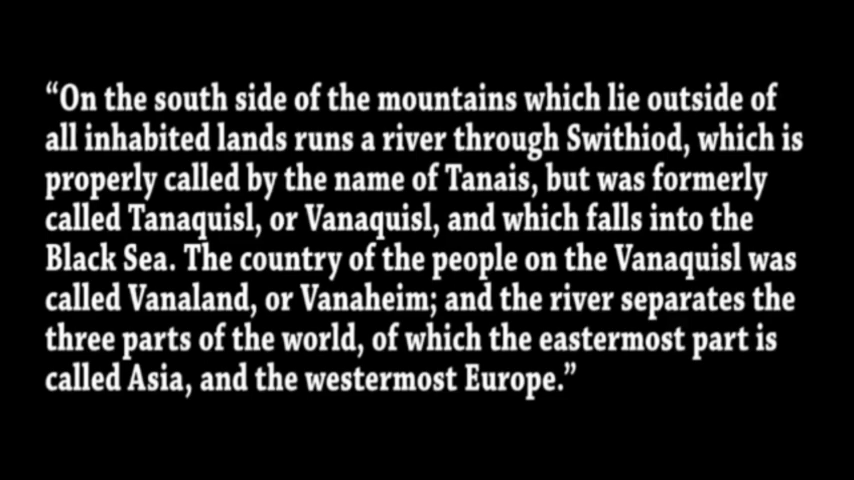 “On the south side of the mountains which lie outside of
all inhabited lands runs a river through Swithiod, which is
properly called by the name of Tanais, but was formerly
called Tanaquisl, or Vanaquisl, and which falls into the
Black Sea. The country of the people on the Vanaquisl was
called Vanaland, or Vanaheim; and the river separates the
three parts of the world, of which the eastermost part is
called Asia, and the westermost Europe.”